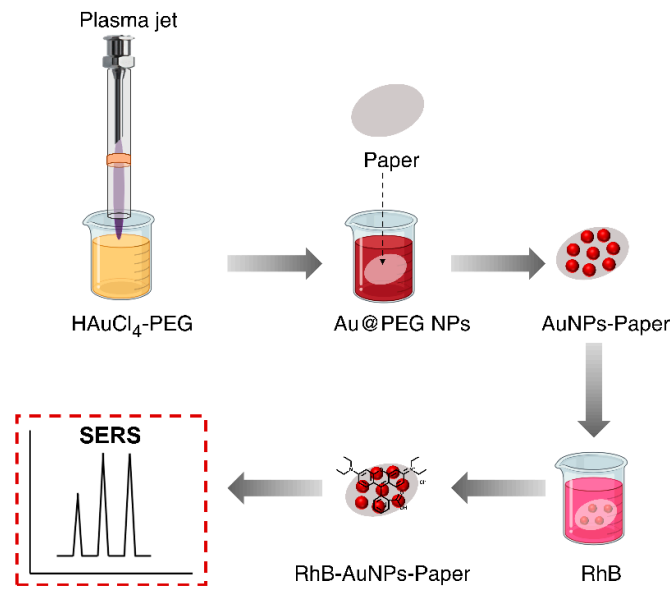 Plasma jet
Paper
HAuCl₄-PEG
Au@PEG NPs
AuNPs-Paper
SERS
RhB-AuNPs-Paper
RhB